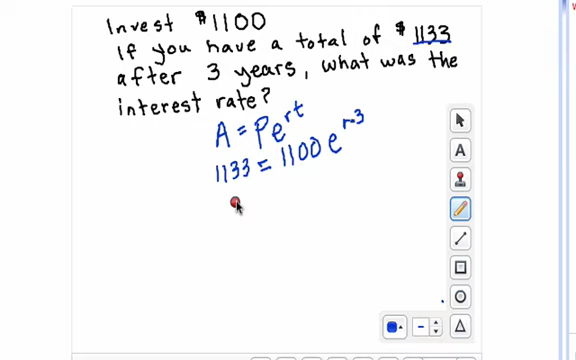 Invest $1100
If you have a total of $1133
after 3 years, what was the
interest rate?
A = Pe^rt
1133 = 1100 e^r·3
A